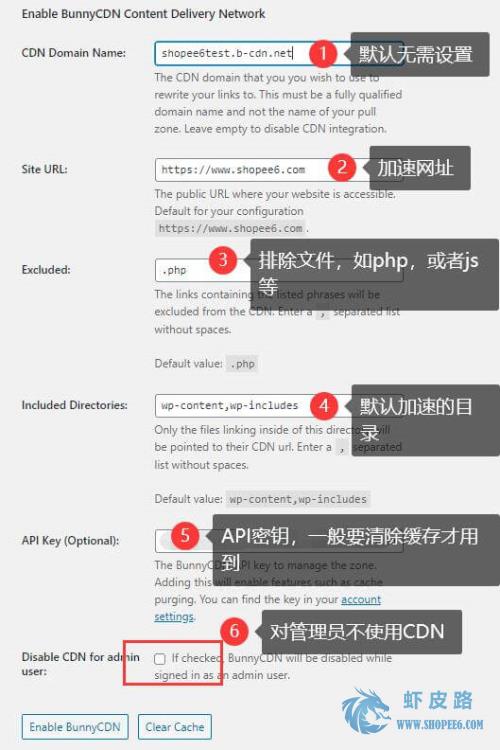 Enable BunnyCDN Content Delivery Network
CDN Domain Name:
shopee6test.b-cdn.net
1
默认无需设置
The CDN domain that you you wish to use to
rewrite your links to. This must be a fully qualified
domain name and not the name of your pull
zone. Leave empty to disable CDN integration.
Site URL:
https://www.shopee6.com
2
加速网址
The public URL where your website is accessible.
Default for your configuration
https://www.shopee6.com .
Excluded:
.php
3
排除文件，如php，或者js
等
The links containing the listed phrases will be
excluded from the CDN. Enter a , separated list
without spaces.
Default value: .php
Included Directories:
wp-content,wp-includes
4
默认加速的目
录
Only the files linking inside of this directory will
be pointed to their CDN url. Enter a , separated
list without spaces.
Default value: wp-content,wp-includes
API Key (Optional):
5
API密钥，一般要清除缓存才用
到
The BunnyCDN API key to manage the zone.
Adding this will enable features such as cache
purging. You can find the key in your account
settings.
6
对管理员不使用CDN
Disable CDN for admin
user:
If checked, BunnyCDN will be disabled while
signed in as an admin user.
Enable BunnyCDN
Clear Cache
虾皮路
WWW.SHOPEE6.COM